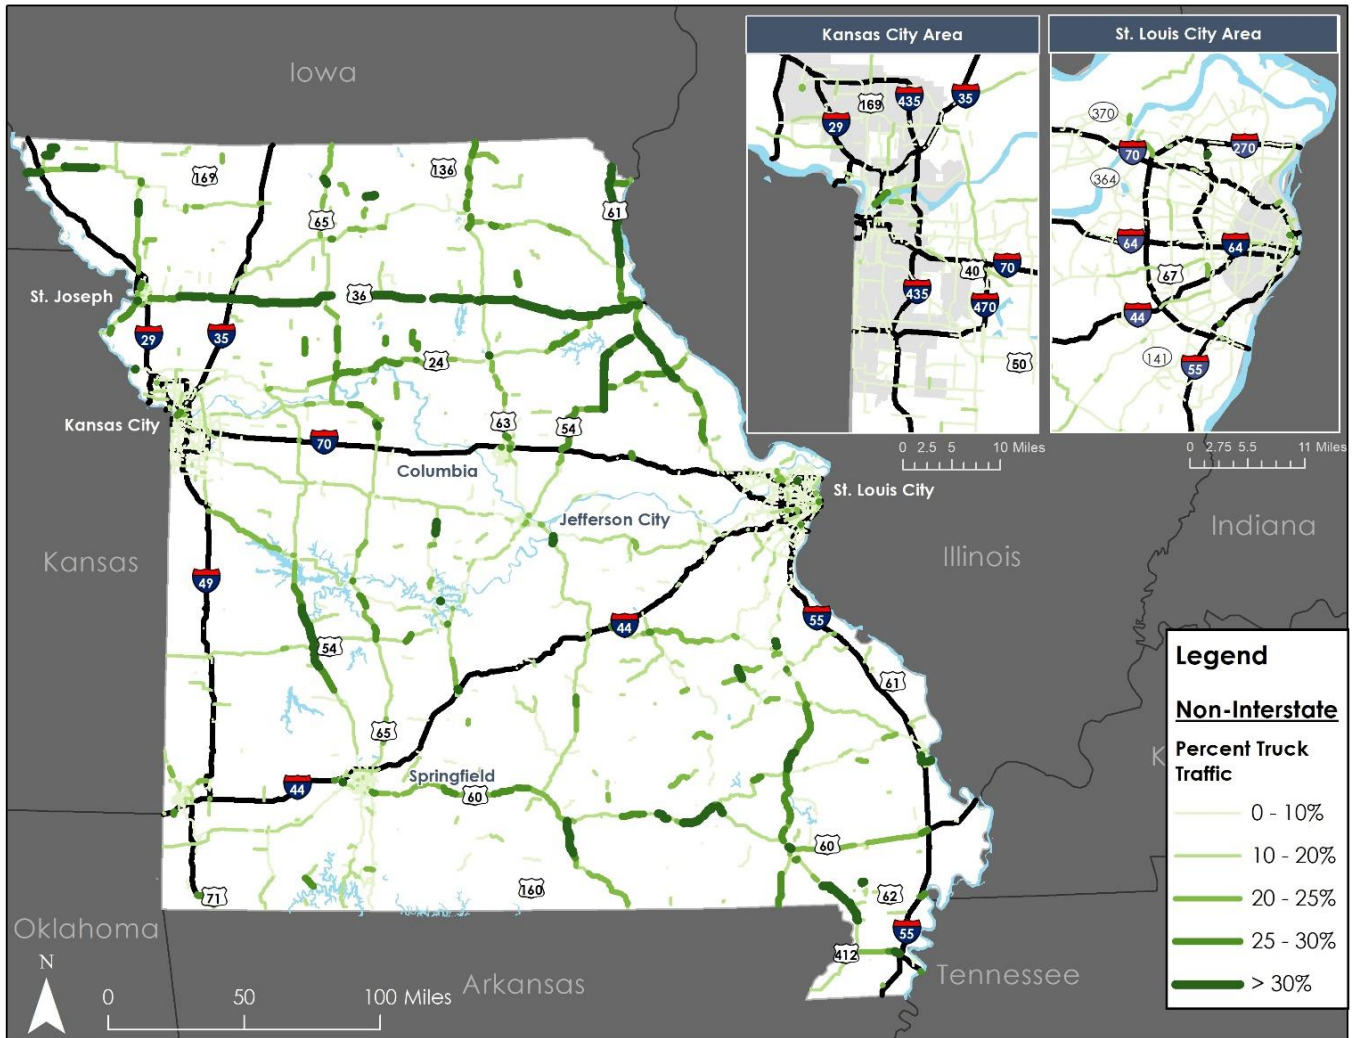 Iowa
Kansas City Area
St. Louis City Area
169
435
35
29
40
70
435
470
50
0 2.5 5 10 Miles
370
70
270
364
64
64
67
44
141
55
0 2.75 5.5 11 Miles
169
136
65
61
St. Joseph
36
29
35
24
Kansas City
63
54
70
Columbia
St. Louis City
Jefferson City
Kansas
Illinois
Indiana
49
44
55
54
61
65
Springfield
44
60
60
71
160
62
55
412
Oklahoma
Arkansas
Tennessee
K
N
0 50 100 Miles
Legend
Non-Interstate
Percent Truck
Traffic
0 - 10%
10 - 20%
20 - 25%
25 - 30%
> 30%